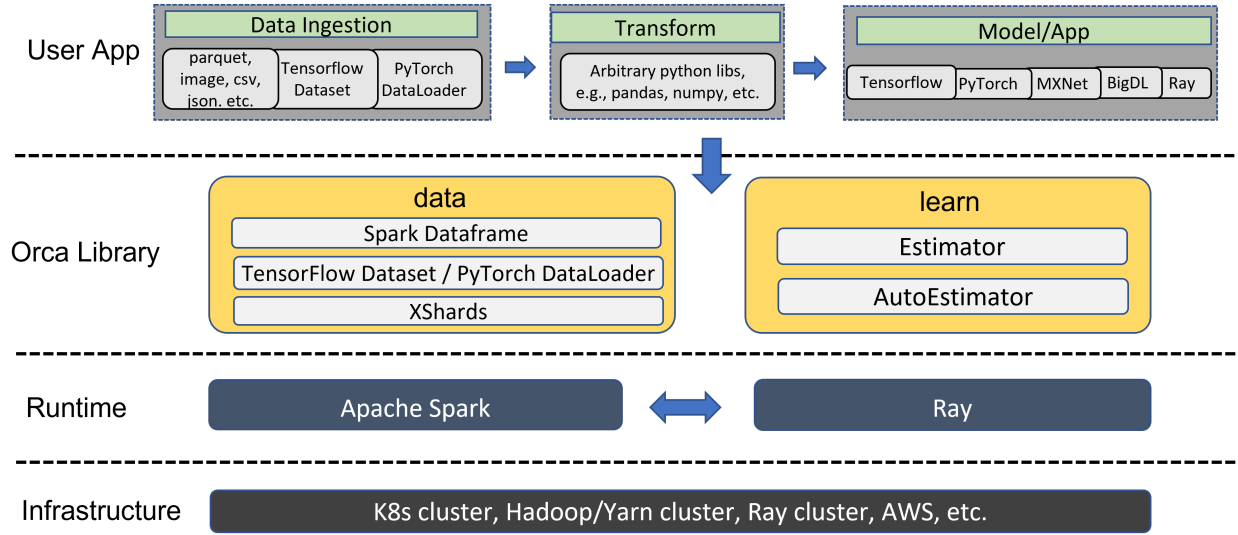 User App
Data Ingestion
parquet,
image, csv,
json. etc.
Tensorflow
Dataset
PyTorch
DataLoader
Transform
Arbitrary python libs,
e.g., pandas, numpy, etc.
Model/App
Tensorflow
PyTorch
MXNet
BigDL
Ray
Orca Library
data
Spark Dataframe
TensorFlow Dataset / PyTorch DataLoader
XShards
learn
Estimator
AutoEstimator
Runtime
Apache Spark
Ray
Infrastructure
K8s cluster, Hadoop/Yarn cluster, Ray cluster, AWS, etc.